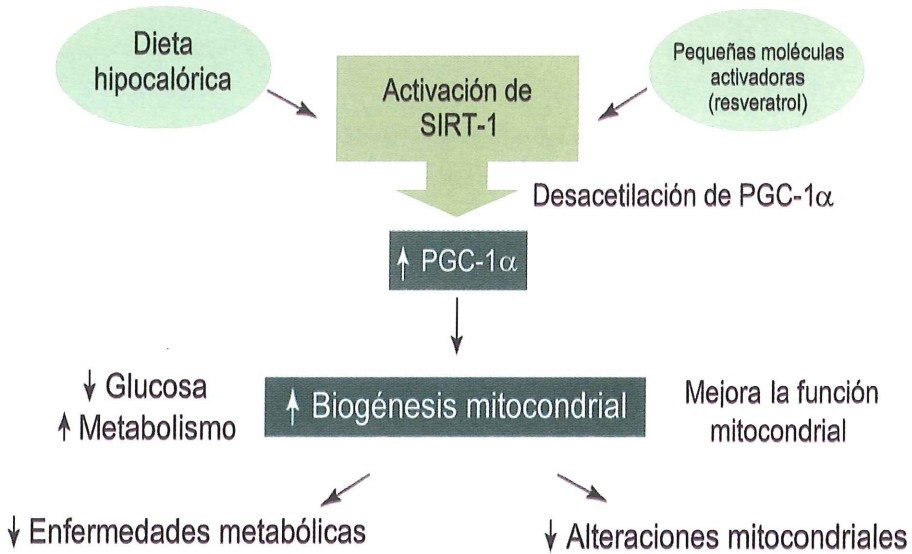 Dieta
hipocalórica
Activación de
SIRT-1
Pequeñas moléculas
activadoras
(resveratrol)
Desacetilación de PGC-1α
↑ PGC-1α
↓ Glucosa
↑ Metabolismo
↑ Biogénesis mitocondrial
Mejora la función
mitocondrial
↓ Enfermedades metabólicas
↓ Alteraciones mitocondriales